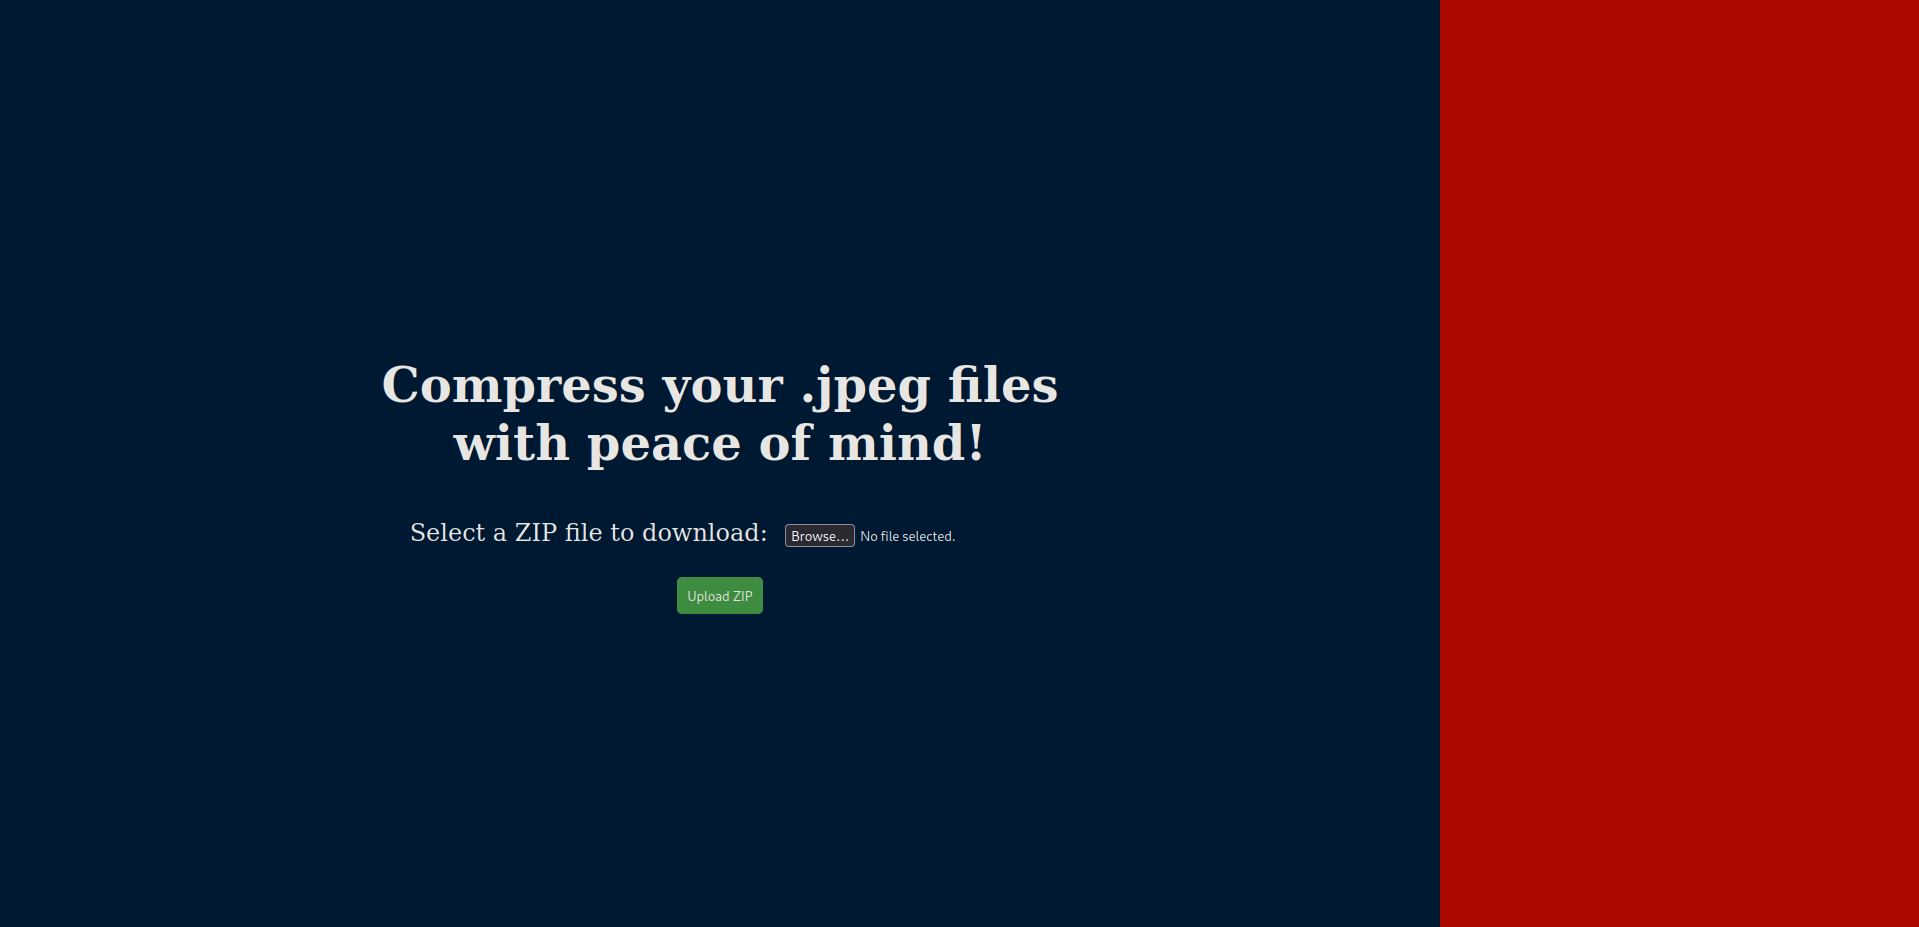 Compress your .jpeg files
with peace of mind!
Select a ZIP file to download: Browse... No file selected.
Upload ZIP